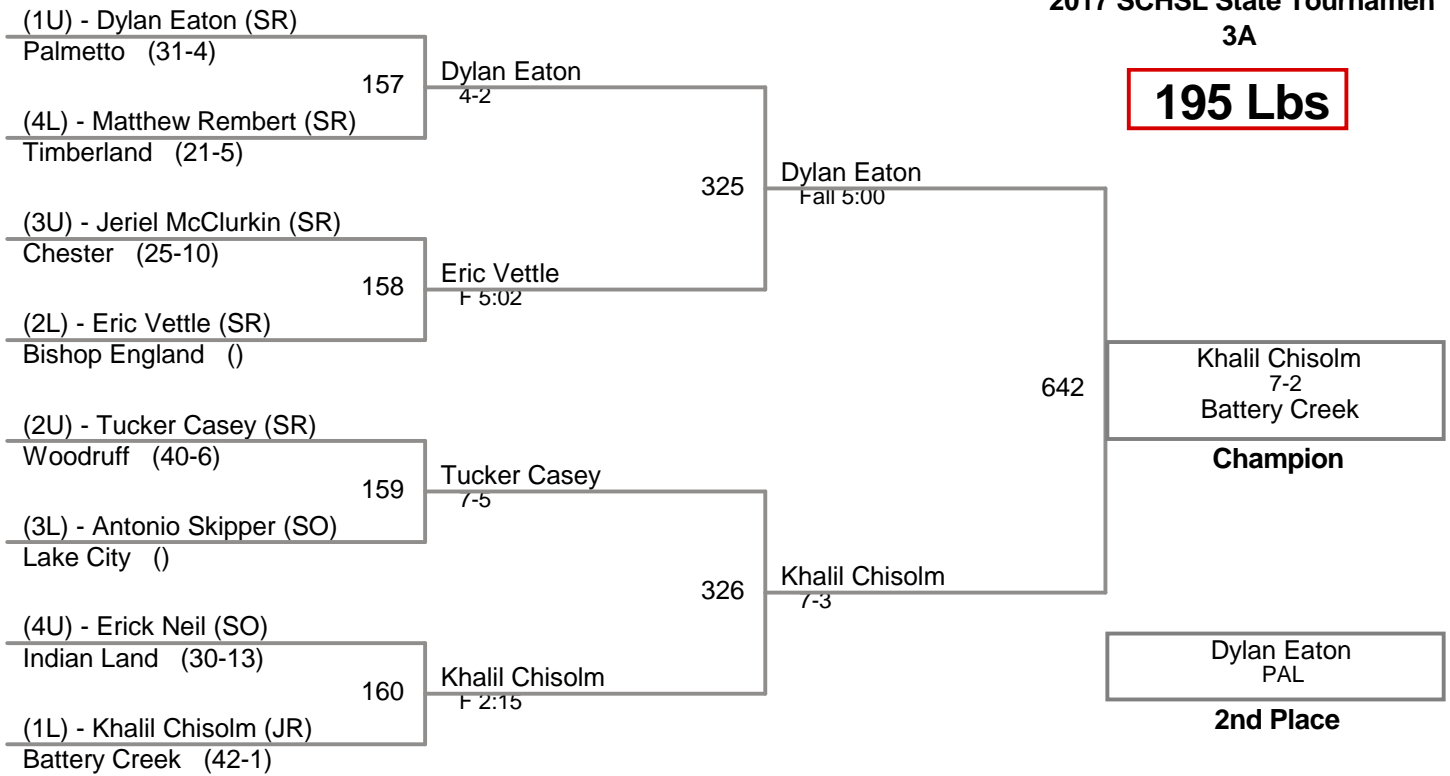 2017 SCHSL State Tournamen
3A
195 Lbs
(1U) - Dylan Eaton (SR)
Palmetto (31-4)
157
Dylan Eaton
4-2
(4L) - Matthew Rembert (SR)
Timberland (21-5)
325
Dylan Eaton
Fall 5:00
(3U) - Jeriel McClurkin (SR)
Chester (25-10)
158
Eric Vettle
F 5:02
(2L) - Eric Vettle (SR)
Bishop England ()
642
Khalil Chisolm
7-2
Battery Creek
Champion
(2U) - Tucker Casey (SR)
Woodruff (40-6)
159
Tucker Casey
7-5
(3L) - Antonio Skipper (SO)
Lake City ()
326
Khalil Chisolm
7-3
(4U) - Erick Neil (SO)
Indian Land (30-13)
160
Khalil Chisolm
F 2:15
(1L) - Khalil Chisolm (JR)
Battery Creek (42-1)
Dylan Eaton
PAL
2nd Place